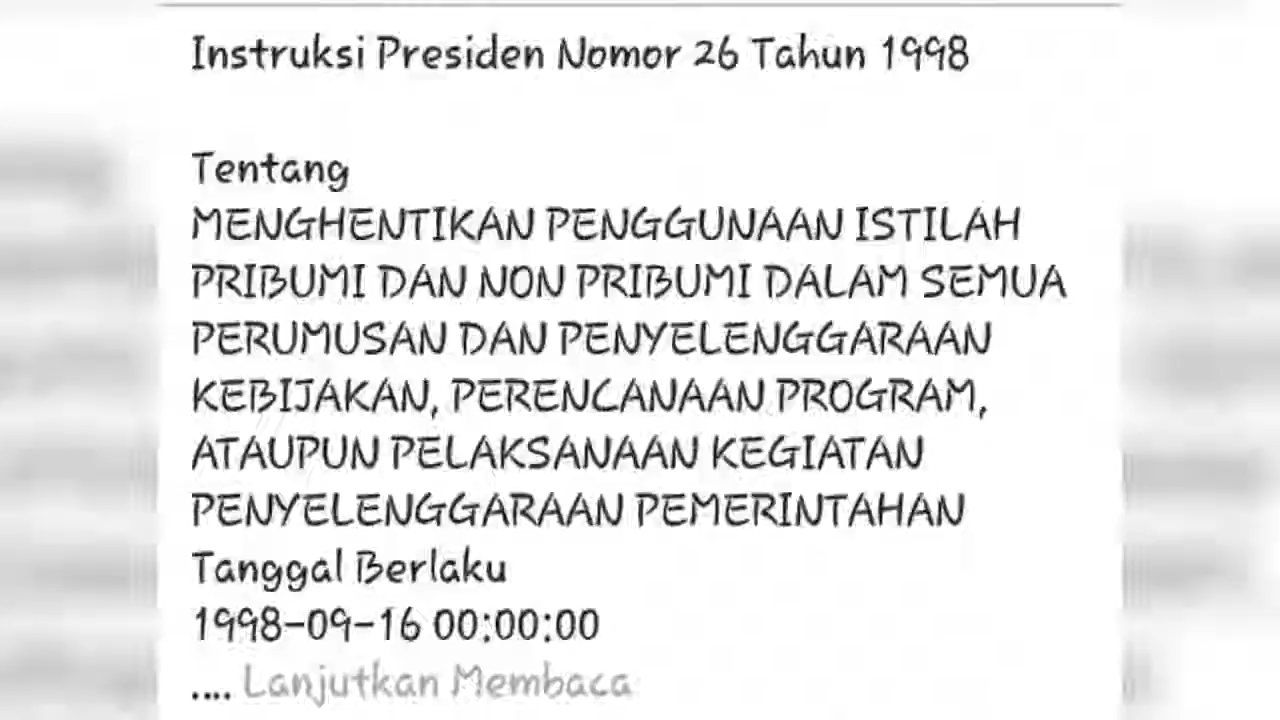 Instruksi Presiden Nomor 26 Tahun 1998
Tentang
MENGHENTIKAN PENGGUNAAN ISTILAH
PRIBUMI DAN NON PRIBUMI DALAM SEMUA
PERUMUSAN DAN PENYELENGGARAAN
KEBIJAKAN, PERENCANAAN PROGRAM,
ATAUPUN PELAKSANAAN KEGIATAN
PENYELENGGARAAN PEMERINTAHAN
Tanggal Berlaku
1998-09-16 00:00:00
.... Lanjutkan Membaca